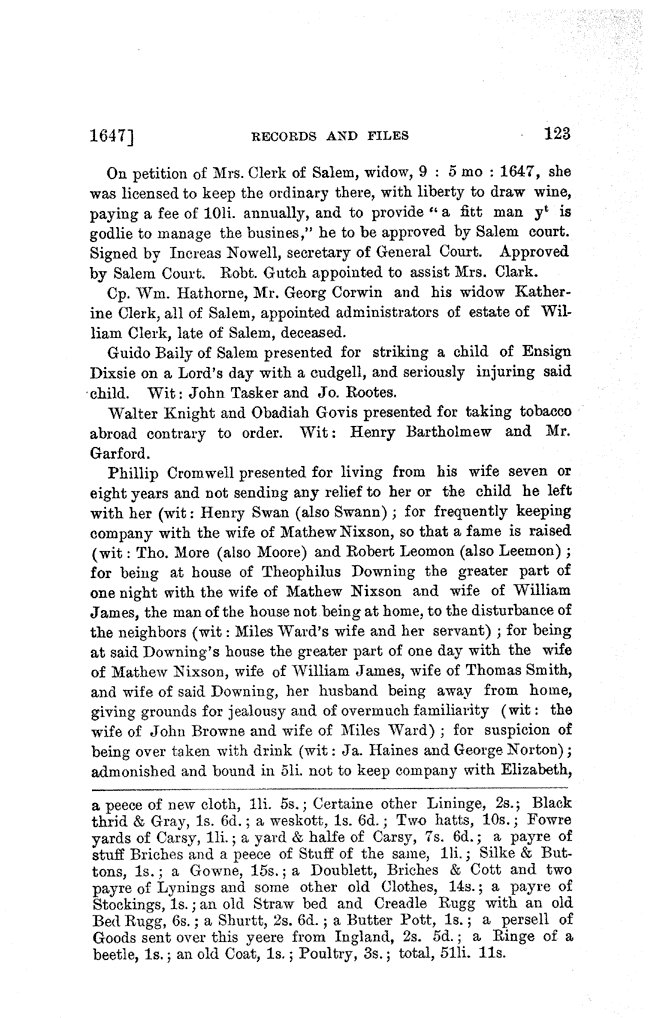 1647] RECORDS AND FILES 123
On petition of Mrs. Clerk of Salem, widow, 9 : 5 mo : 1647, she
was licensed to keep the ordinary there, with liberty to draw wine,
paying a fee of 10li. annually, and to provide "a fitt man yᵗ is
godlie to manage the busines," he to be approved by Salem court.
Signed by Increas Nowell, secretary of General Court. Approved
by Salem Court. Robt. Gutch appointed to assist Mrs. Clark.
Cp. Wm. Hathorne, Mr. Georg Corwin and his widow Kather-
ine Clerk, all of Salem, appointed administrators of estate of Wil-
liam Clerk, late of Salem, deceased.
Guido Baily of Salem presented for striking a child of Ensign
Dixsie on a Lord's day with a cudgell, and seriously injuring said
child. Wit: John Tasker and Jo. Rootes.
Walter Knight and Obadiah Govis presented for taking tobacco
abroad contrary to order. Wit: Henry Bartholmew and Mr.
Garford.
Phillip Cromwell presented for living from his wife seven or
eight years and not sending any relief to her or the child he left
with her (wit: Henry Swan (also Swann); for frequently keeping
company with the wife of Mathew Nixson, so that a fame is raised
(wit: Tho. More (also Moore) and Robert Leomon (also Leemon);
for being at house of Theophilus Downing the greater part of
one night with the wife of Mathew Nixson and wife of William
James, the man of the house not being at home, to the disturbance of
the neighbors (wit: Miles Ward's wife and her servant); for being
at said Downing's house the greater part of one day with the wife
of Mathew Nixson, wife of William James, wife of Thomas Smith,
and wife of said Downing, her husband being away from home,
giving grounds for jealousy and of overmuch familiarity (wit: the
wife of John Browne and wife of Miles Ward); for suspicion of
being over taken with drink (wit: Ja. Haines and George Norton);
admonished and bound in 5li. not to keep company with Elizabeth,
a peece of new cloth, 1li. 5s.; Certaine other Lininge, 2s.; Black
thrid & Gray, 1s. 6d.; a weskott, 1s. 6d.; Two hatts, 10s.; Fowre
yards of Carsy, 1li.; a yard & halfe of Carsy, 7s. 6d.; a payre of
stuff Briches and a peece of Stuff of the same, 1li.; Silke & But-
tons, 1s.; a Gowne, 15s.; a Doublett, Briches & Cott and two
payre of Lynings and some other old Clothes, 14s.; a payre of
Stockings, 1s.; an old Straw bed and Creadle Rugg with an old
Bed Rugg, 6s.; a Shurtt, 2s. 6d.; a Butter Pott, 1s.; a persell of
Goods sent over this yeere from Ingland, 2s. 5d.; a Ringe of a
beetle, 1s.; an old Coat, 1s.; Poultry, 3s.; total, 51li. 11s.